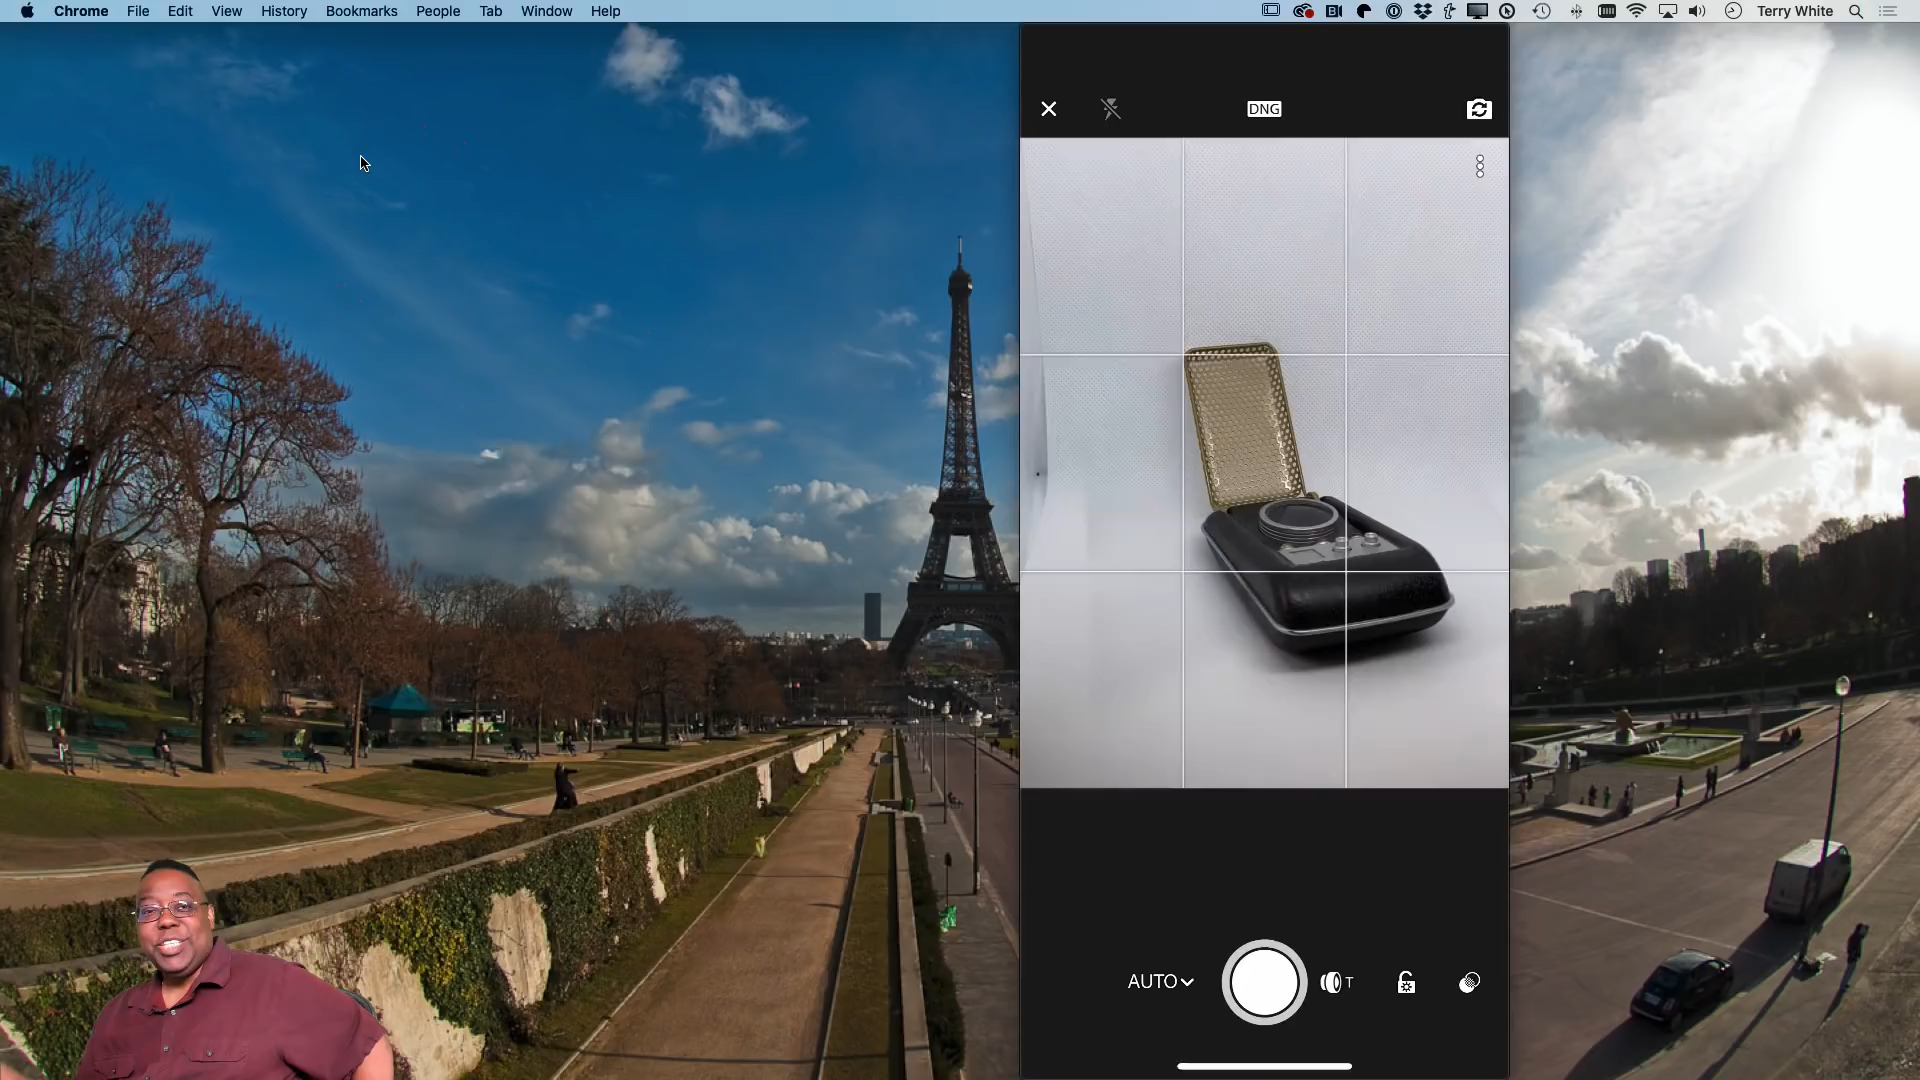 Chrome File Edit View History Bookmarks People Tab Window Help Terry White
DNG
AUTO T